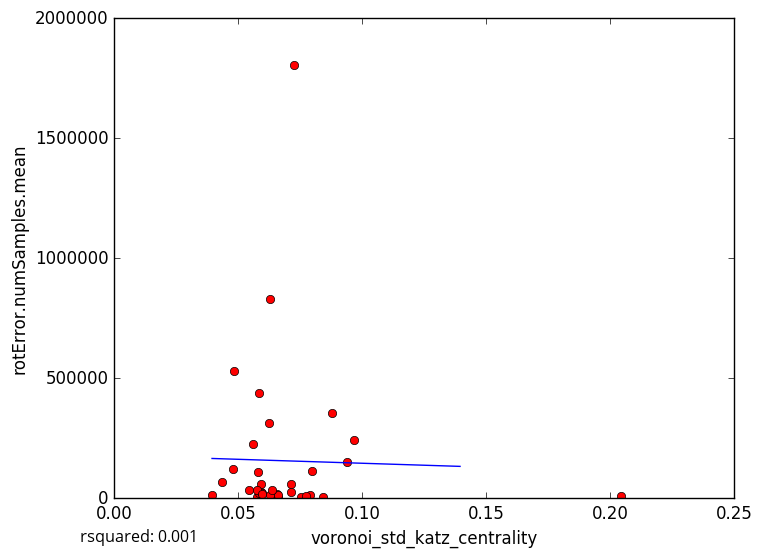 2000000
1500000
1000000
500000
0
rotError.numSamples.mean
0.00 0.05 0.10 0.15 0.20 0.25
voronoi_std_katz_centrality
rsquared: 0.001